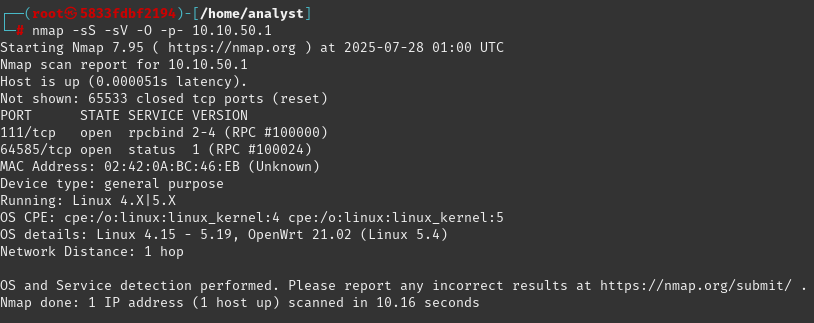 ┌──(root㉿5833fdbf2194)-[/home/analyst]
└─# nmap -sS -sV -O -p- 10.10.50.1
Starting Nmap 7.95 ( https://nmap.org ) at 2025-07-28 01:00 UTC
Nmap scan report for 10.10.50.1
Host is up (0.000051s latency).
Not shown: 65533 closed tcp ports (reset)
PORT      STATE SERVICE VERSION
111/tcp   open  rpcbind 2-4 (RPC #100000)
64585/tcp open  status  1 (RPC #100024)
MAC Address: 02:42:0A:BC:46:EB (Unknown)
Device type: general purpose
Running: Linux 4.X|5.X
OS CPE: cpe:/o:linux:linux_kernel:4 cpe:/o:linux:linux_kernel:5
OS details: Linux 4.15 - 5.19, OpenWrt 21.02 (Linux 5.4)
Network Distance: 1 hop

OS and Service detection performed. Please report any incorrect results at https://nmap.org/submit/ .
Nmap done: 1 IP address (1 host up) scanned in 10.16 seconds